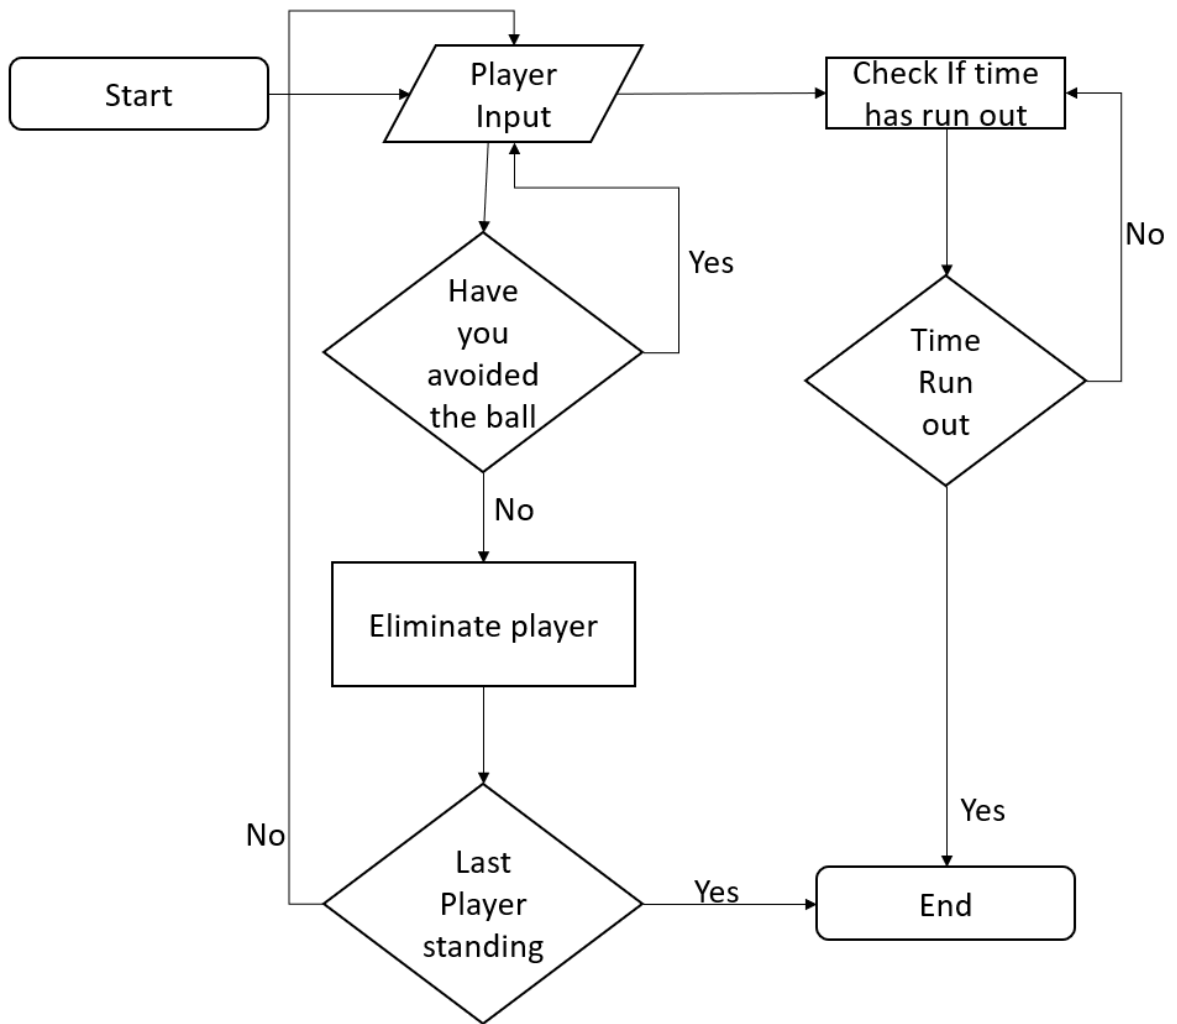 Start
Player
Input
Check If time
has run out
No
Yes
Have
you
avoided
the ball
Time
Run
out
No
Eliminate player
Yes
No
Last
Player
standing
Yes
End